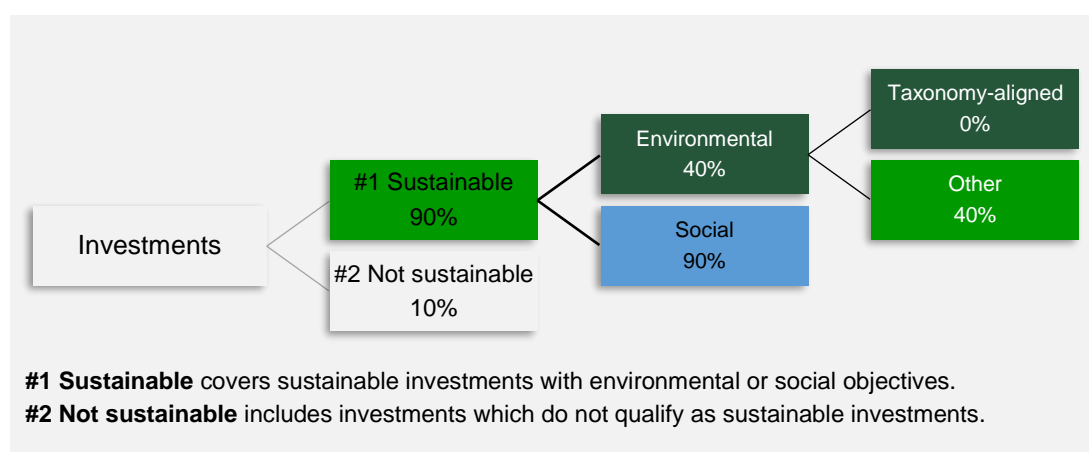 Taxonomy-aligned
0%
Environmental
40%
#1 Sustainable
90%
Other
40%
Investments
Social
90%
#2 Not sustainable
10%
#1 Sustainable covers sustainable investments with environmental or social objectives.
#2 Not sustainable includes investments which do not qualify as sustainable investments.